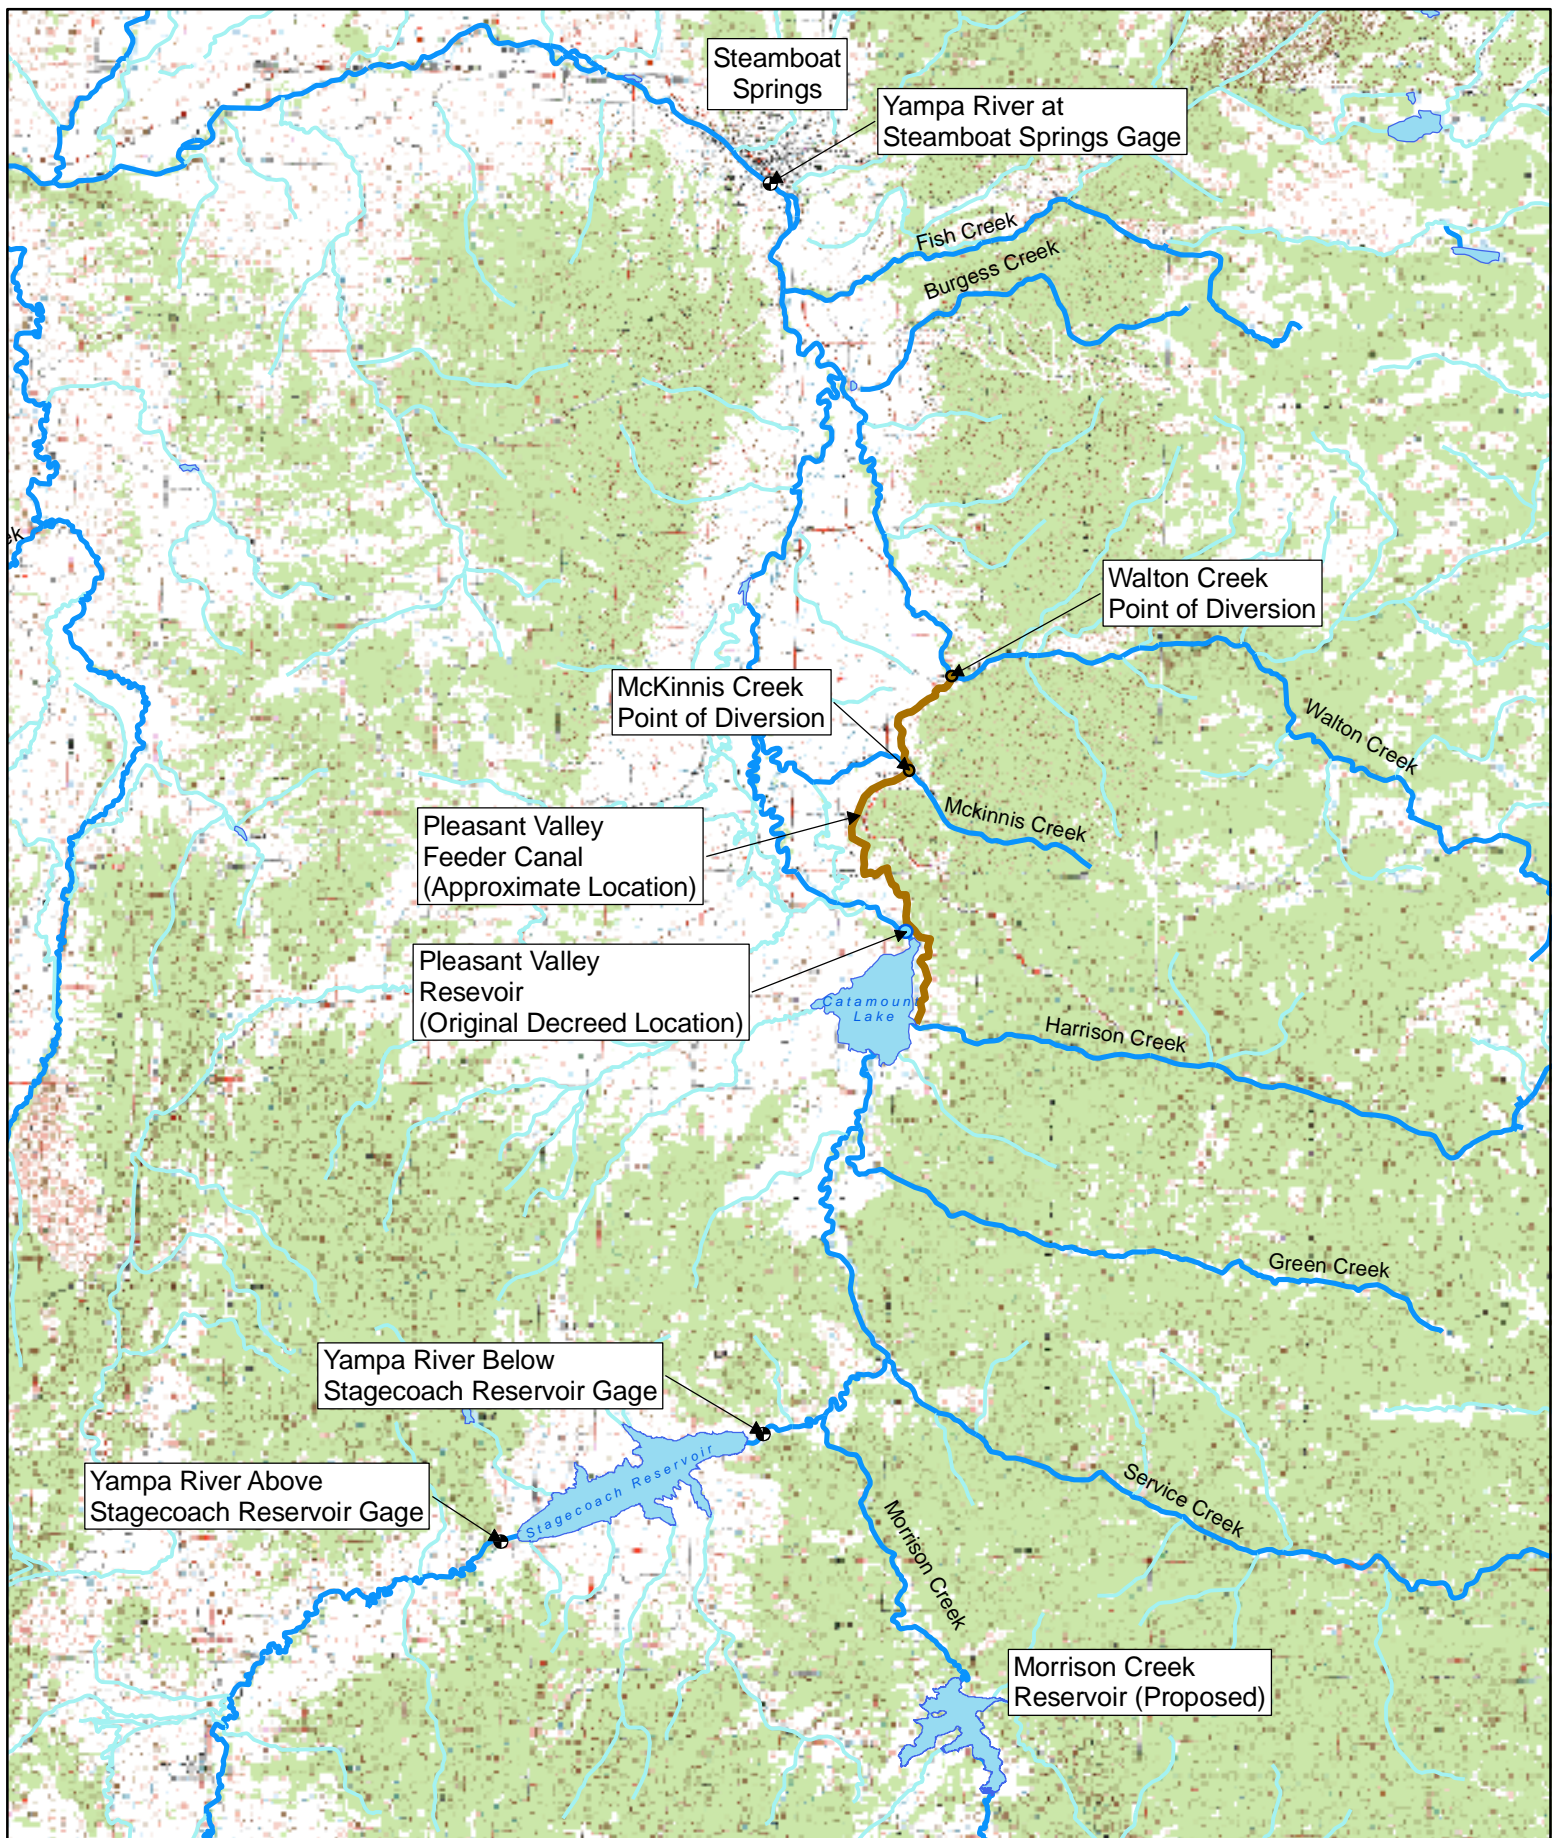 Steamboat
Springs
Yampa River at
Steamboat Springs Gage
Fish Creek
Burgess Creek
ek
Walton Creek
Point of Diversion
McKinnis Creek
Point of Diversion
Walton Creek
Mckinnis Creek
Pleasant Valley
Feeder Canal
(Approximate Location)
Pleasant Valley
Resevoir
(Original Decreed Location)
Catamount
Lake
Harrison Creek
Green Creek
Yampa River Below
Stagecoach Reservoir Gage
Yampa River Above
Stagecoach Reservoir Gage
Stagecoach Reservoir
Service Creek
Morrison Creek
Morrison Creek
Reservoir (Proposed)